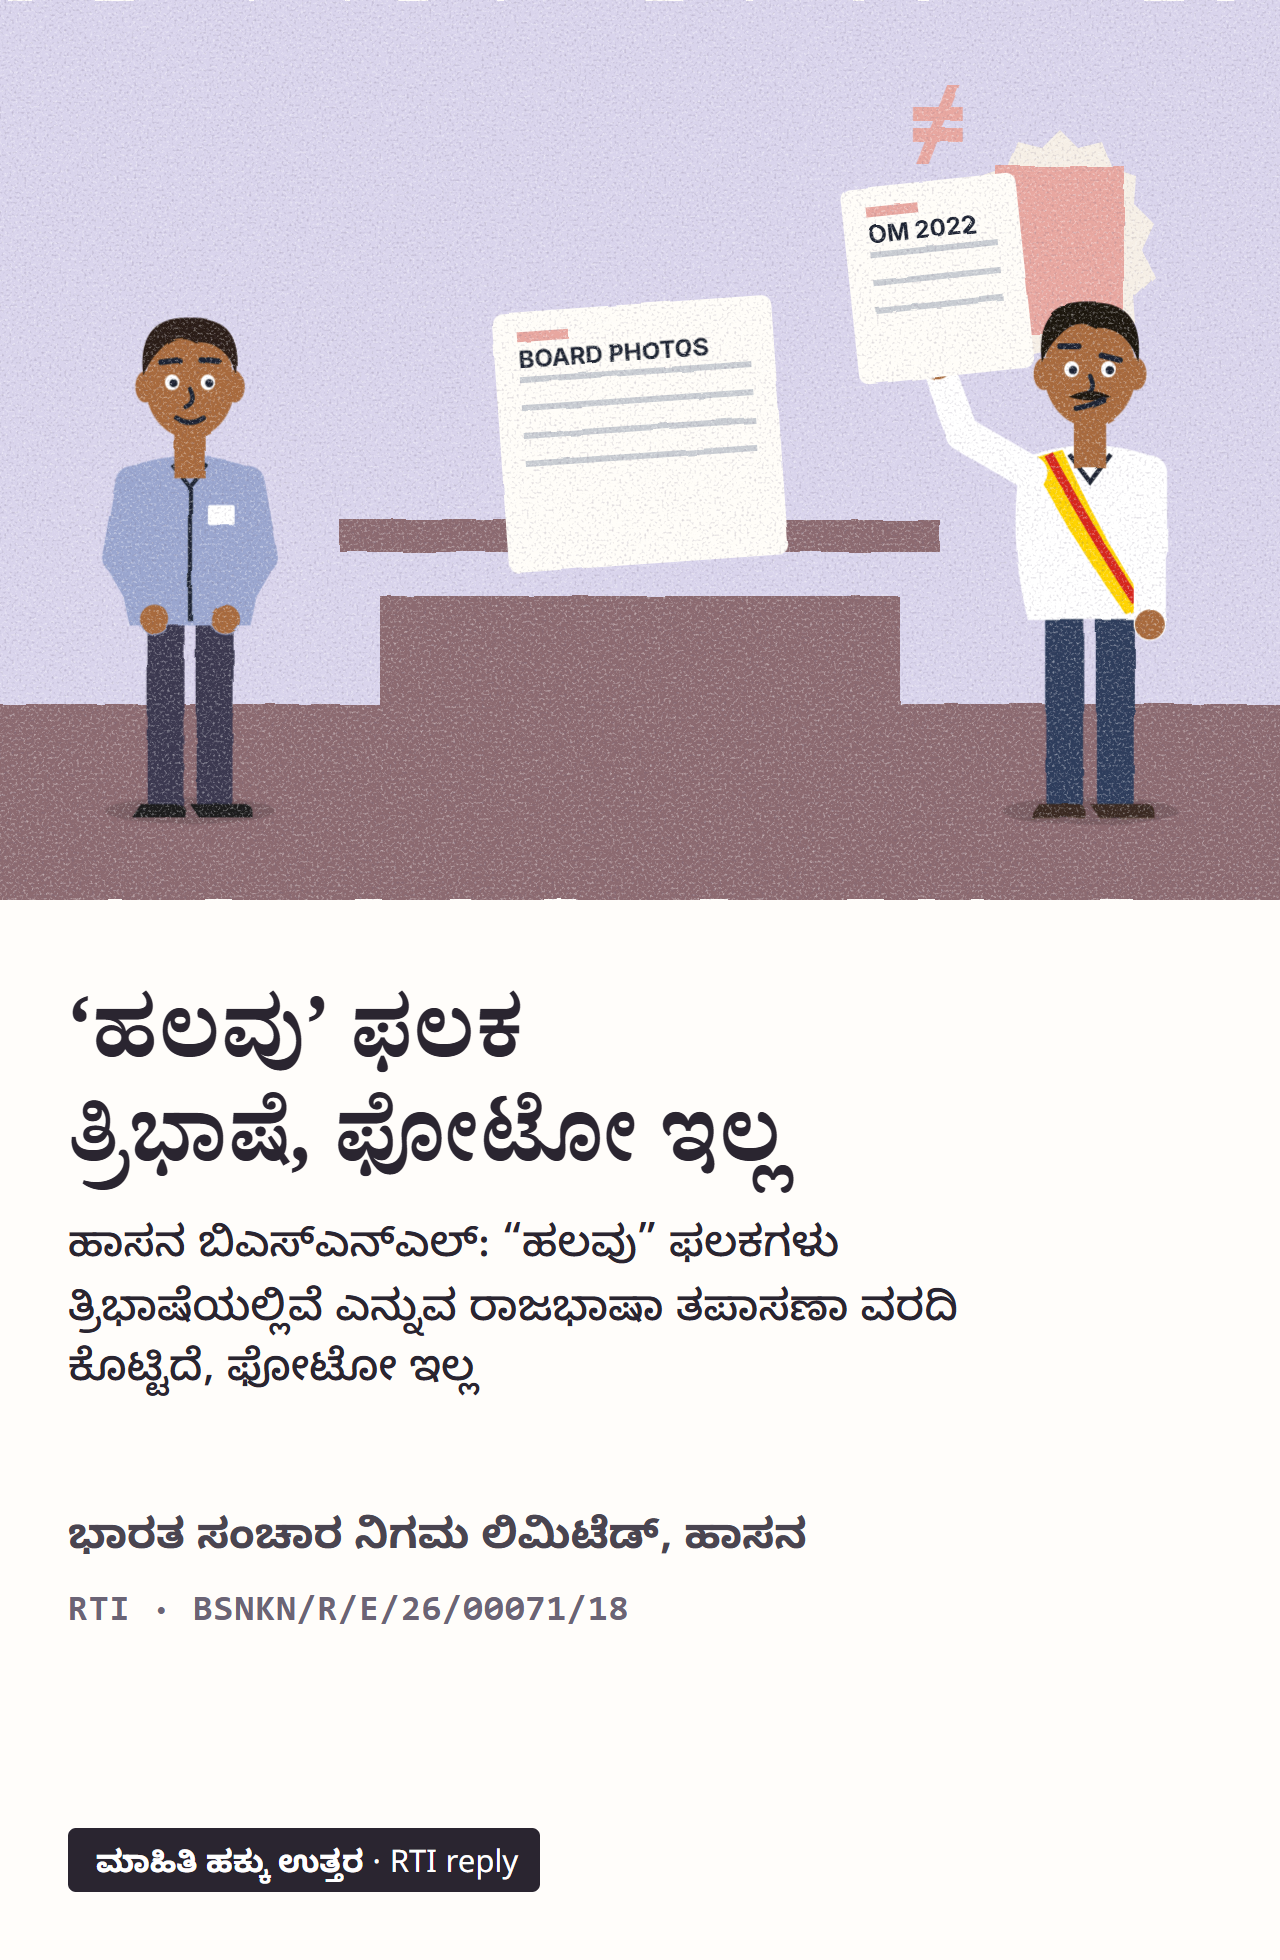 ≠
OM 2022
BOARD PHOTOS
‘ಹಲವು’ ಫಲಕ
ತ್ರಿಭಾಷೆ, ಫೋಟೋ ಇಲ್ಲ
ಹಾಸನ ಬಿಎಸ್‌ಎನ್‌ಎಲ್: “ಹಲವು” ಫಲಕಗಳು
ತ್ರಿಭಾಷೆಯಲ್ಲಿವೆ ಎನ್ನುವ ರಾಜಭಾಷಾ ತಪಾಸಣಾ ವರದಿ
ಕೊಟ್ಟಿದೆ, ಫೋಟೋ ಇಲ್ಲ
ಭಾರತ ಸಂಚಾರ ನಿಗಮ ಲಿಮಿಟೆಡ್, ಹಾಸನ
RTI · BSNKN/R/E/26/00071/18
ಮಾಹಿತಿ ಹಕ್ಕು ಉತ್ತರ · RTI reply